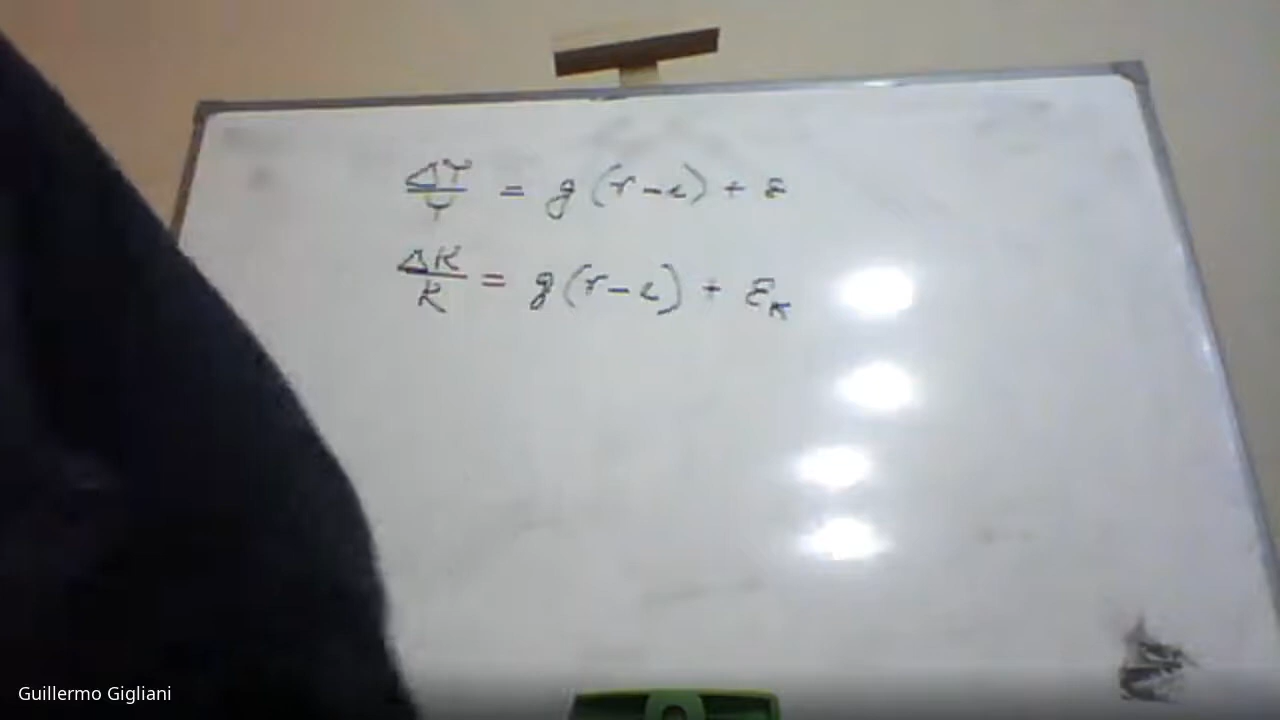 ΔY/Y = g(r-i) + ε
ΔK/K = g(r-i) + ε_K
Guillermo Gigliani